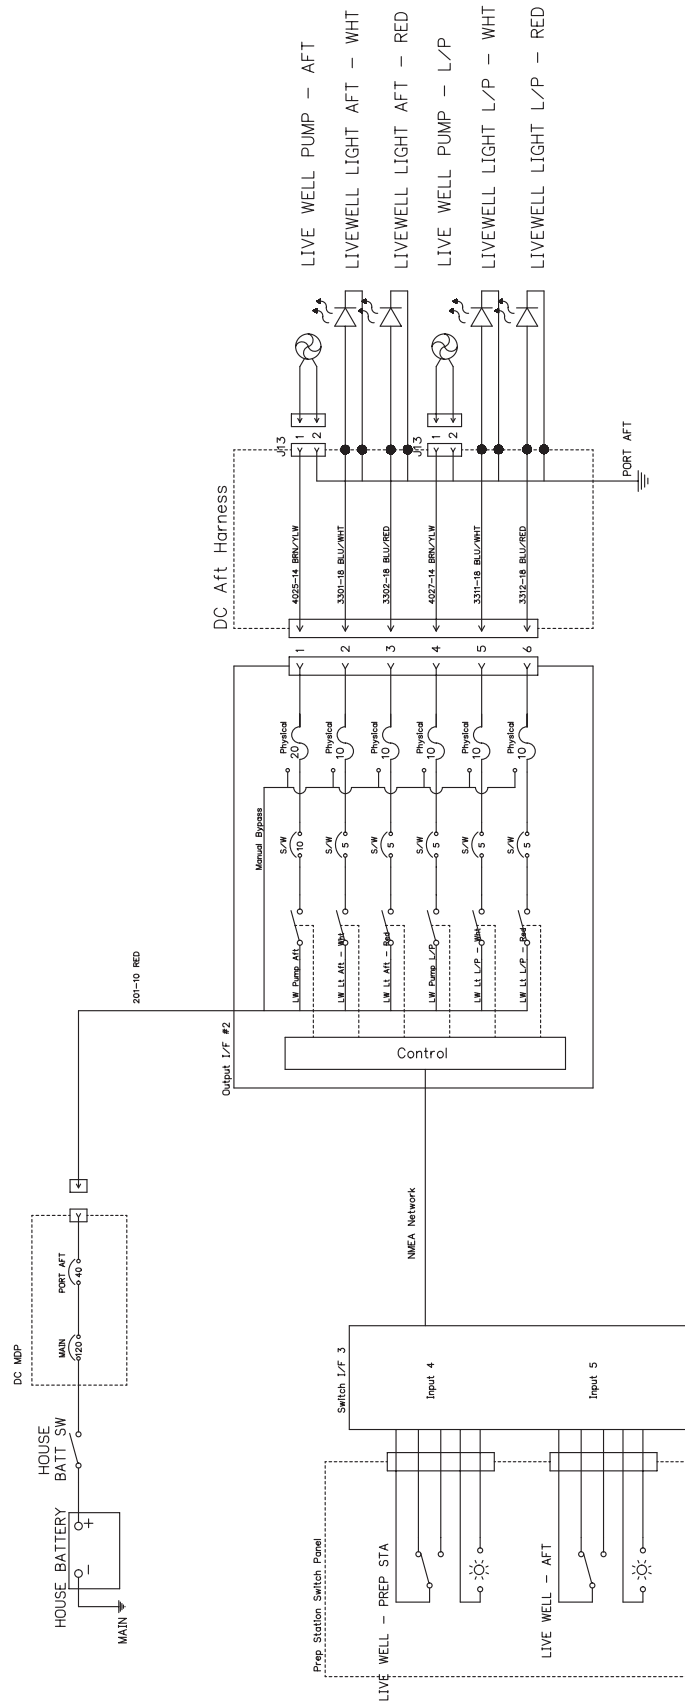 HOUSE BATTERY
+
−
MAIN
HOUSE
BATT SW
DC MDP
MAIN
120
PORT AFT
40
201-10 RED
Output I/F #2
Control
Manual Bypass
LW Pump Aft
S/W
10
Physical
20
1
LW Lt Aft - Wht
S/W
5
Physical
10
2
LW Lt Aft - Red
S/W
5
Physical
10
3
LW Pump L/P
S/W
5
Physical
10
4
LW Lt L/P - Wht
S/W
5
Physical
10
5
LW Lt L/P - Red
S/W
5
Physical
10
6
DC Aft Harness
4025-14 BRN/YLW
3301-18 BLU/WHT
3302-18 BLU/RED
4027-14 BRN/YLW
3311-18 BLU/WHT
3312-18 BLU/RED
J13
1
2
J13
1
2
PORT AFT
LIVE WELL PUMP - AFT
LIVEWELL LIGHT AFT - WHT
LIVEWELL LIGHT AFT - RED
LIVE WELL PUMP - L/P
LIVEWELL LIGHT L/P - WHT
LIVEWELL LIGHT L/P - RED
NMEA Network
Switch I/F 3
Input 4
Input 5
Prep Station Switch Panel
LIVE WELL - PREP STA
LIVE WELL - AFT